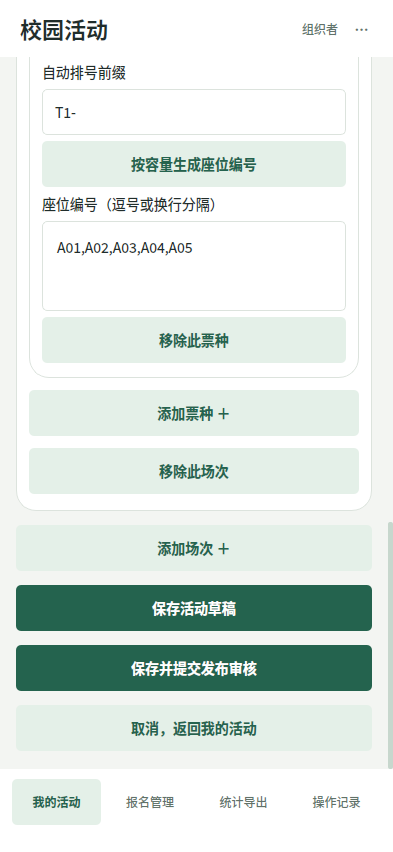 校园活动
组织者 ···
自动排号前缀
T1-
按容量生成座位编号
座位编号（逗号或换行分隔）
A01,A02,A03,A04,A05
移除此票种
添加票种 ＋
移除此场次
添加场次 ＋
保存活动草稿
保存并提交发布审核
取消，返回我的活动
我的活动 报名管理 统计导出 操作记录